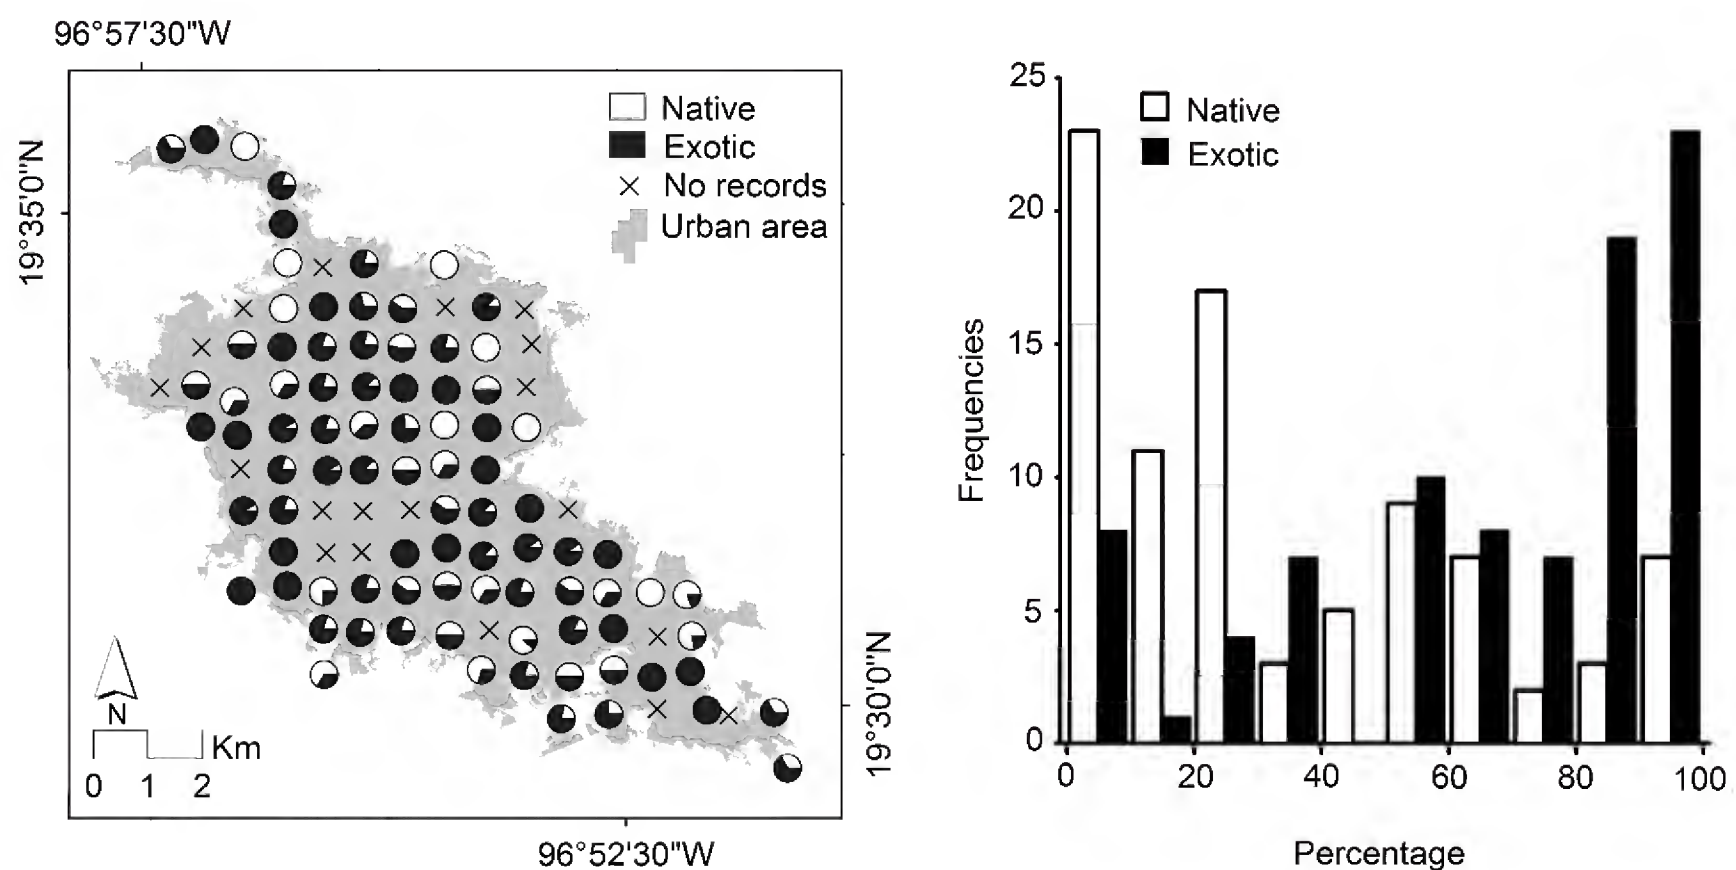 96°57'30"W
19°35'0"N
Native
Exotic
No records
Urban area
N
Km
0 1 2
19°30'0"N
96°52'30"W
25
20
15
10
5
0
Frequencies
Native
Exotic
0 20 40 60 80 100
Percentage